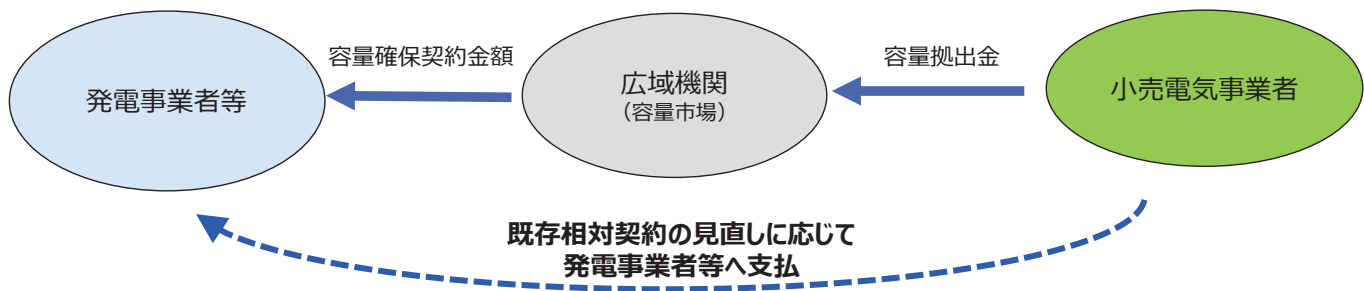 発電事業者等
容量確保契約金額
広域機関
（容量市場）
容量拠出金
小売電気事業者
既存相対契約の見直しに応じて
発電事業者等へ支払